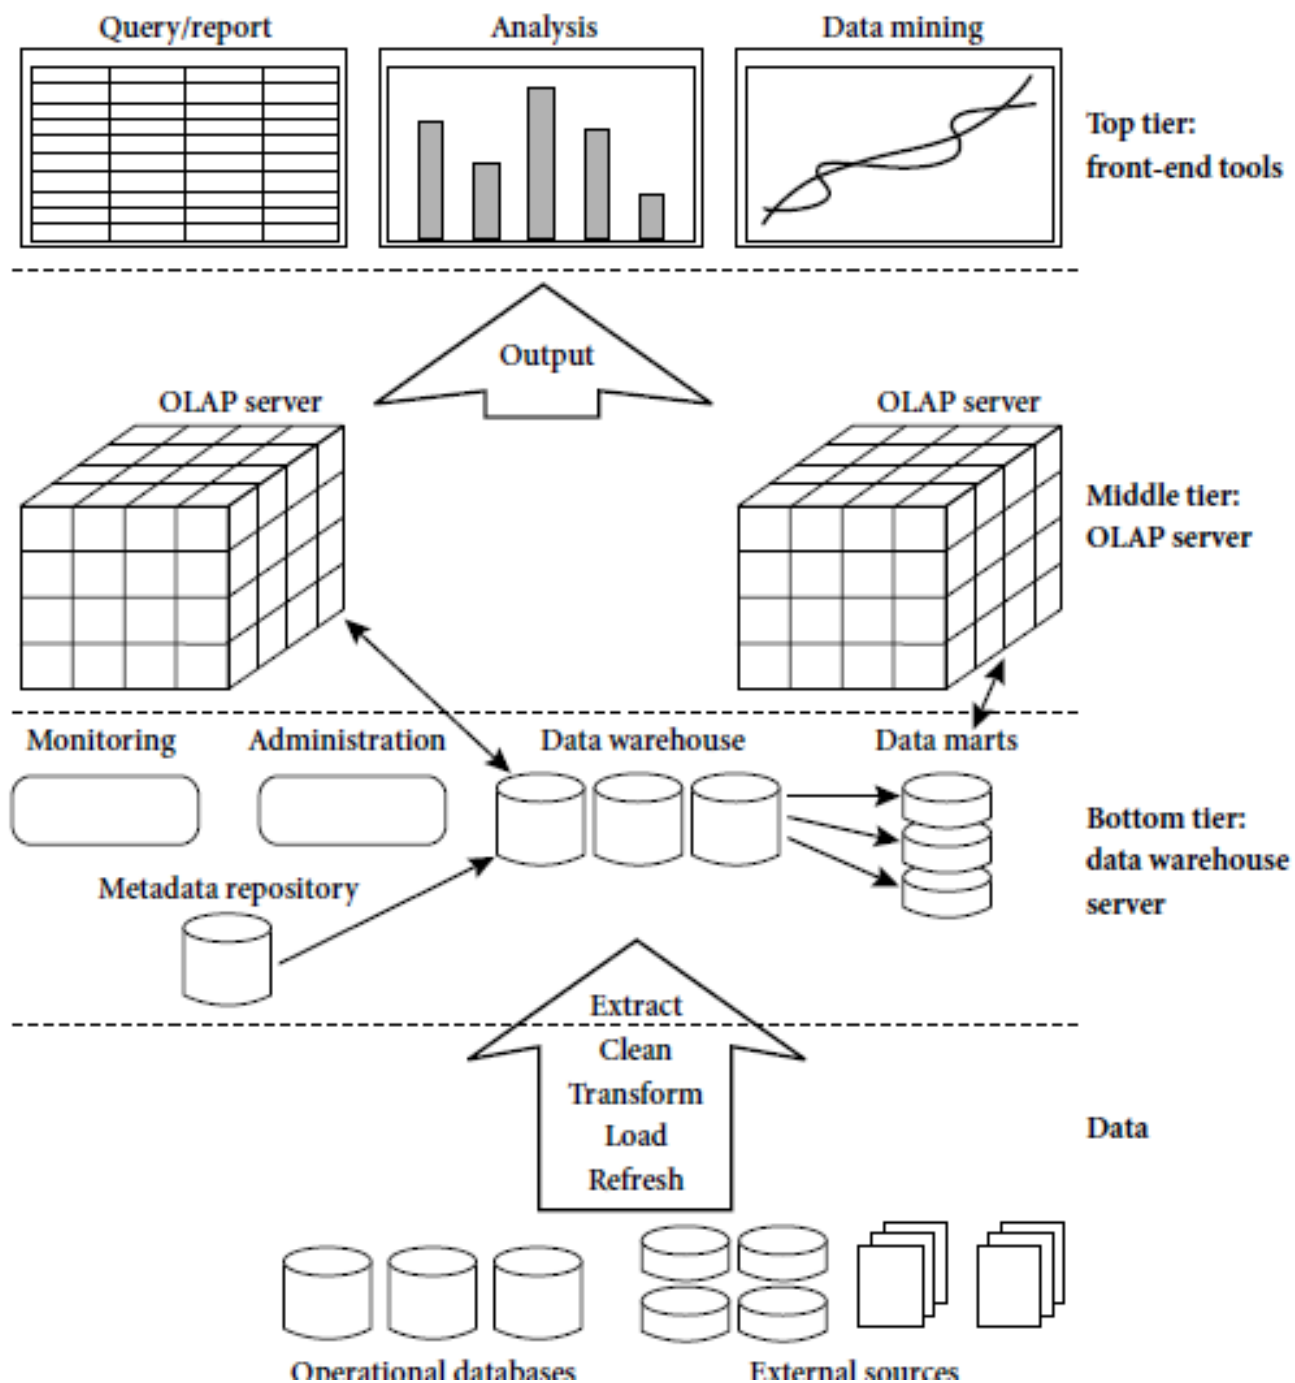 Query/report
Analysis
Data mining
Top tier:
front-end tools
Output
OLAP server
OLAP server
Middle tier:
OLAP server
Monitoring
Administration
Data warehouse
Data marts
Bottom tier:
data warehouse
server
Metadata repository
Extract
Clean
Transform
Load
Refresh
Data
Operational databases
External sources